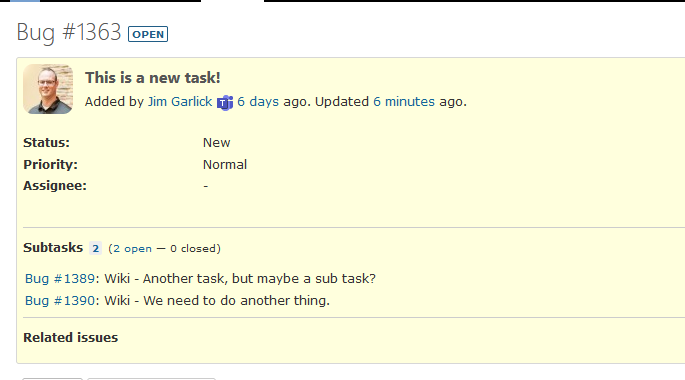 Bug #1363 OPEN
This is a new task!
Added by Jim Garlick 6 days ago. Updated 6 minutes ago.
Status: New
Priority: Normal
Assignee: -
Subtasks 2 (2 open — 0 closed)
Bug #1389: Wiki - Another task, but maybe a sub task?
Bug #1390: Wiki - We need to do another thing.
Related issues